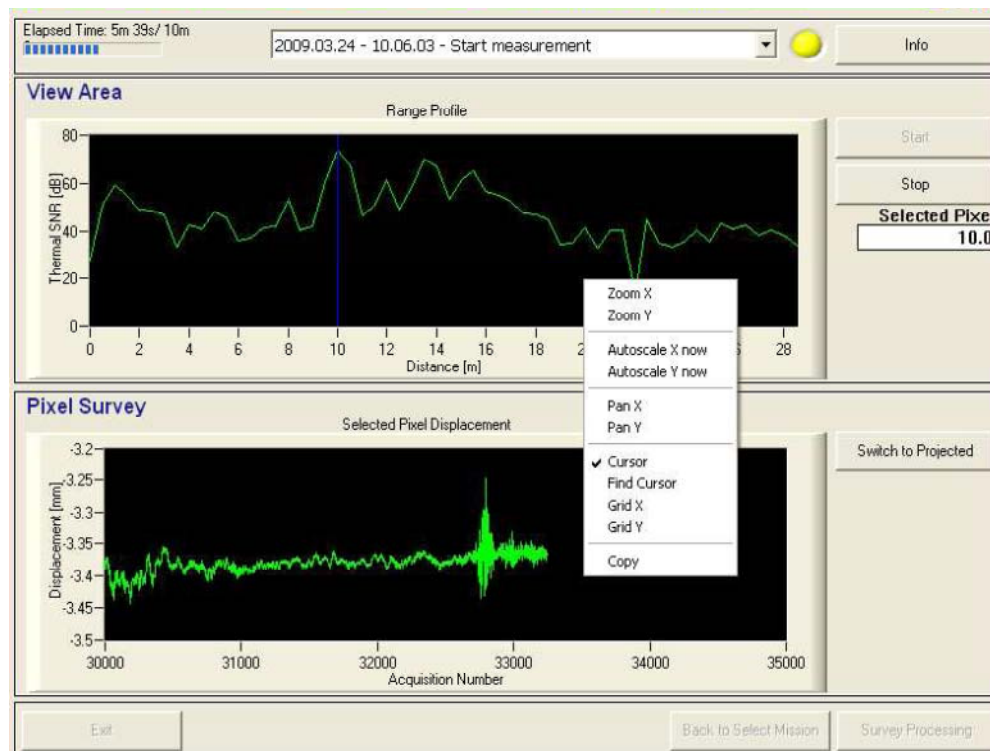 Elapsed Time: 5m 39s/ 10m
2009.03.24 - 10.06.03 - Start measurement
Info
View Area
Range Profile
80
60
40
20
0
Thermal SNR [dB]
0 2 4 6 8 10 12 14 16 18 28
Distance [m]
Start
Stop
Selected Pixe
10.0
Zoom X
Zoom Y
Autoscale X now
Autoscale Y now
Pan X
Pan Y
Cursor
Find Cursor
Grid X
Grid Y
Copy
Pixel Survey
Selected Pixel Displacement
-3.2
-3.25
-3.3
-3.35
-3.4
-3.45
-3.5
Displacement [mm]
30000 31000 32000 33000 34000 35000
Acquisition Number
Switch to Projected
Exit
Back to Select Mission
Survey Processing